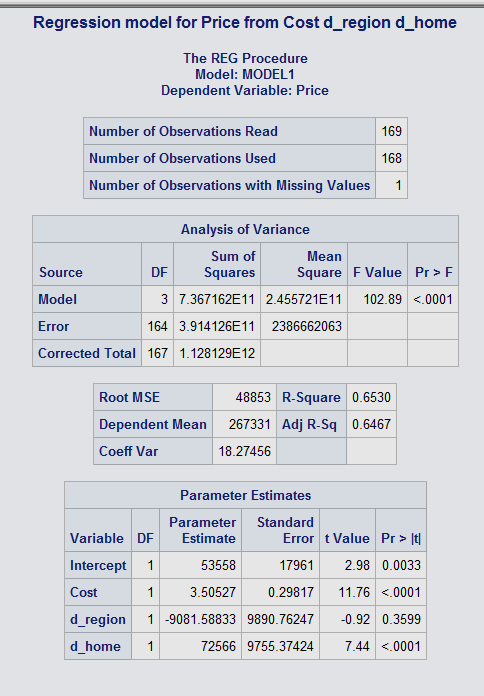 Regression model for Price from Cost d_region d_home
The REG Procedure
Model: MODEL1
Dependent Variable: Price
Number of Observations Read 169
Number of Observations Used 168
Number of Observations with Missing Values 1
Analysis of Variance
Source DF Sum of Squares Mean Square F Value Pr > F
Model 3 7.367162E11 2.455721E11 102.89 <.0001
Error 164 3.914126E11 2386662063
Corrected Total 167 1.128129E12
Root MSE 48853 R-Square 0.6530
Dependent Mean 267331 Adj R-Sq 0.6467
Coeff Var 18.27456
Parameter Estimates
Variable DF Parameter Estimate Standard Error t Value Pr > |t|
Intercept 1 53558 17961 2.98 0.0033
Cost 1 3.50527 0.29817 11.76 <.0001
d_region 1 -9081.58833 9890.76247 -0.92 0.3599
d_home 1 72566 9755.37424 7.44 <.0001